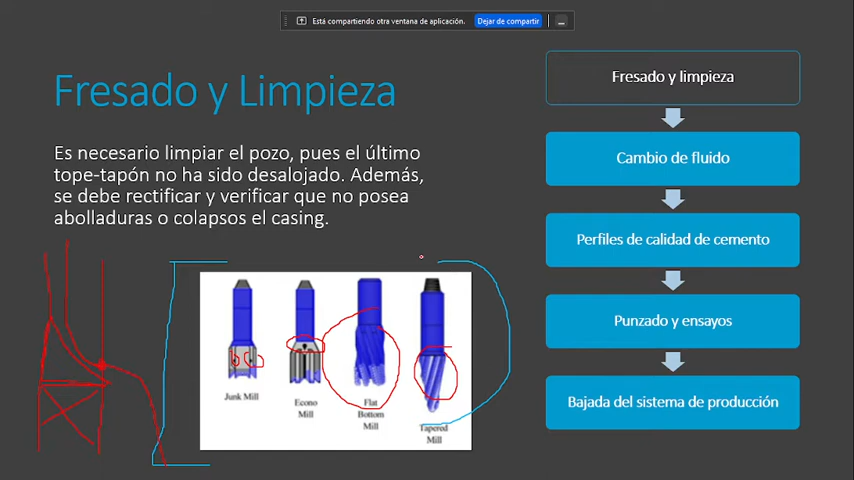 Está compartiendo otra ventana de aplicación.
Dejar de compartir
Fresado y Limpieza
Es necesario limpiar el pozo, pues el último
tope-tapón no ha sido desalojado. Además,
se debe rectificar y verificar que no posea
abolladuras o colapsos el casing.
Junk Mill
Econo
Mill
Flat
Bottom
Mill
Tapered
Mill
Fresado y limpieza
Cambio de fluido
Perfiles de calidad de cemento
Punzado y ensayos
Bajada del sistema de producción